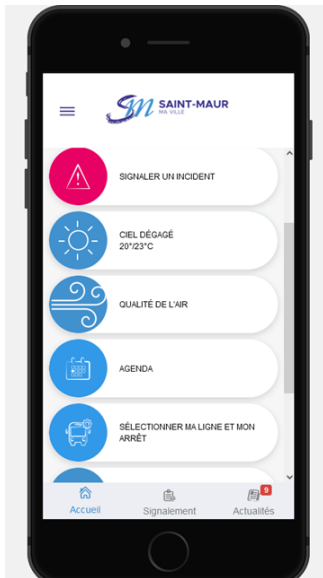 SAINT-MAUR
MA VILLE
SIGNALER UN INCIDENT
CIEL DÉGAGÉ
20°/23°C
QUALITÉ DE L'AIR
AGENDA
SÉLECTIONNER MA LIGNE ET MON
ARRÊT
9
Accueil
Signalement
Actualités